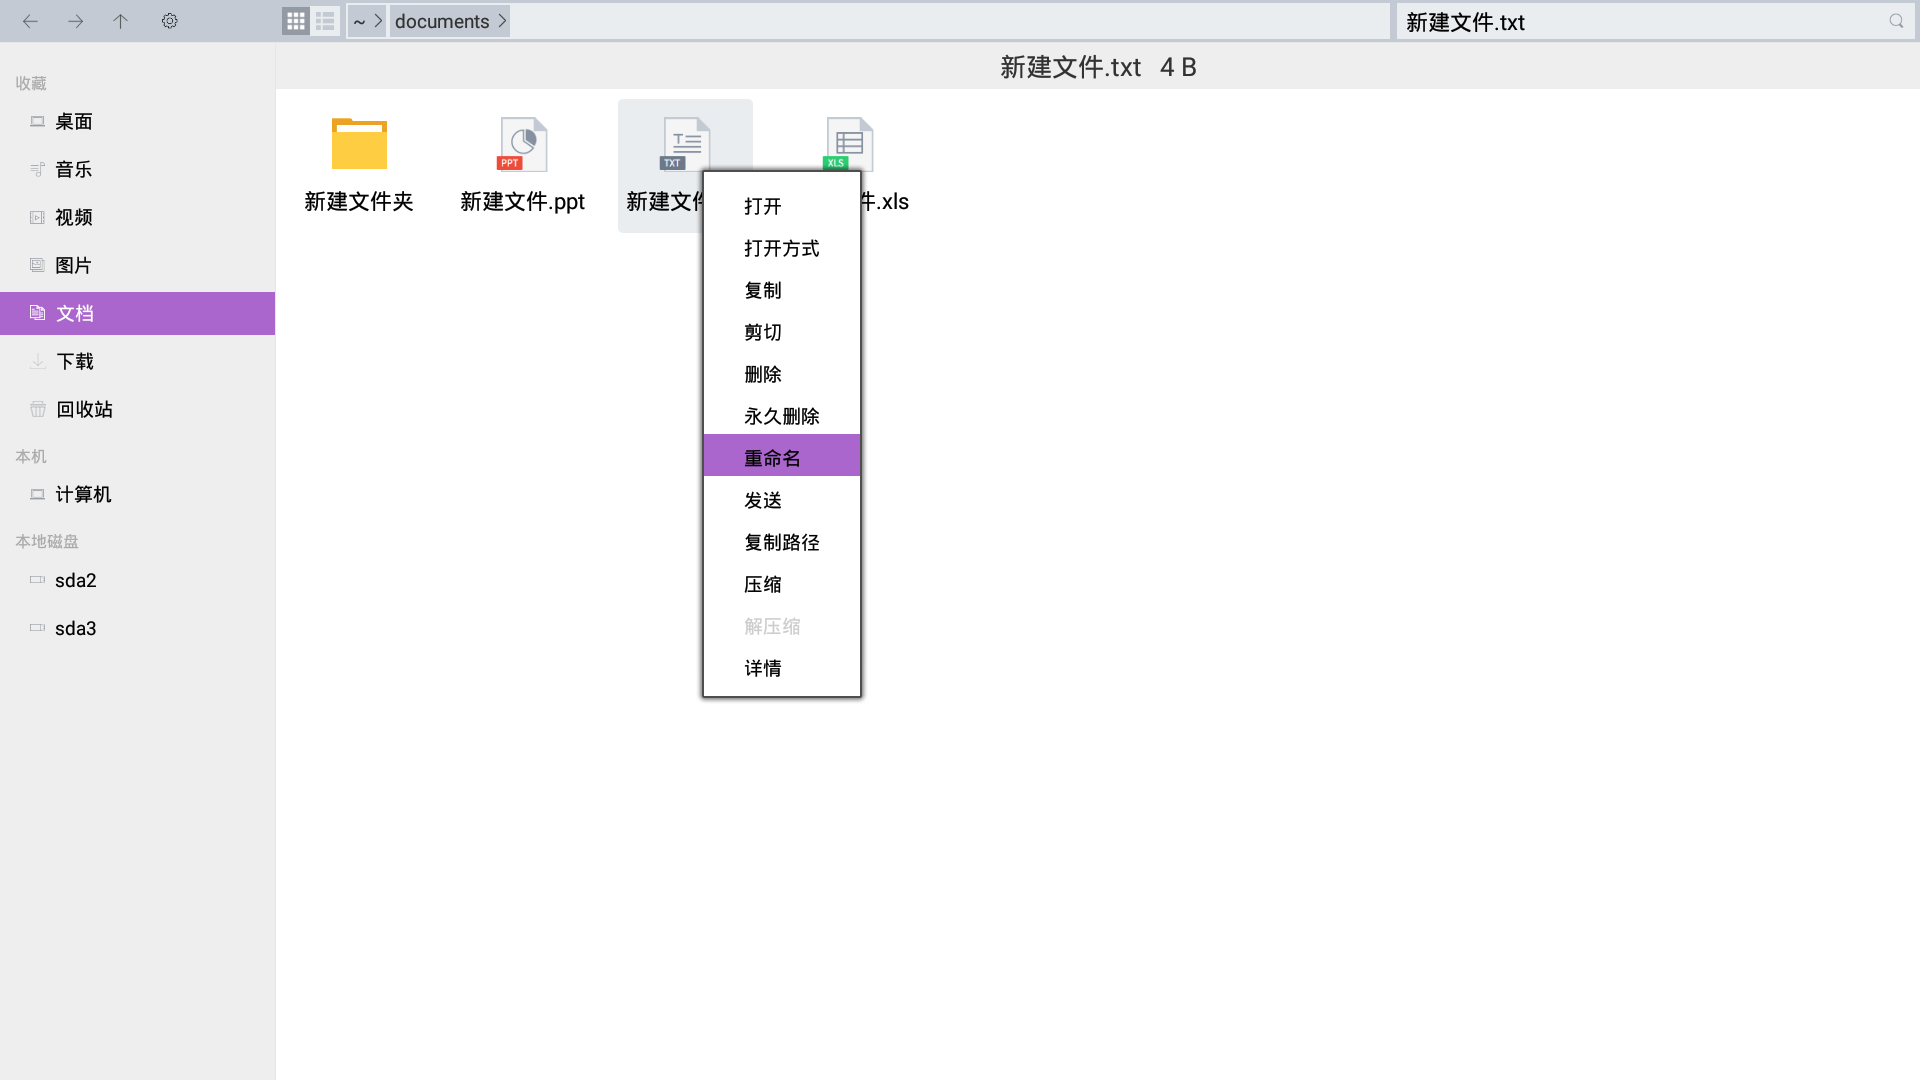 ~
documents
新建文件.txt
新建文件.txt 4 B
收藏
桌面
音乐
视频
图片
文档
下载
回收站
本机
计算机
本地磁盘
sda2
sda3
PPT
TXT
XLS
新建文件夹
新建文件.ppt
新建文件
件.xls
打开
打开方式
复制
剪切
删除
永久删除
重命名
发送
复制路径
压缩
解压缩
详情